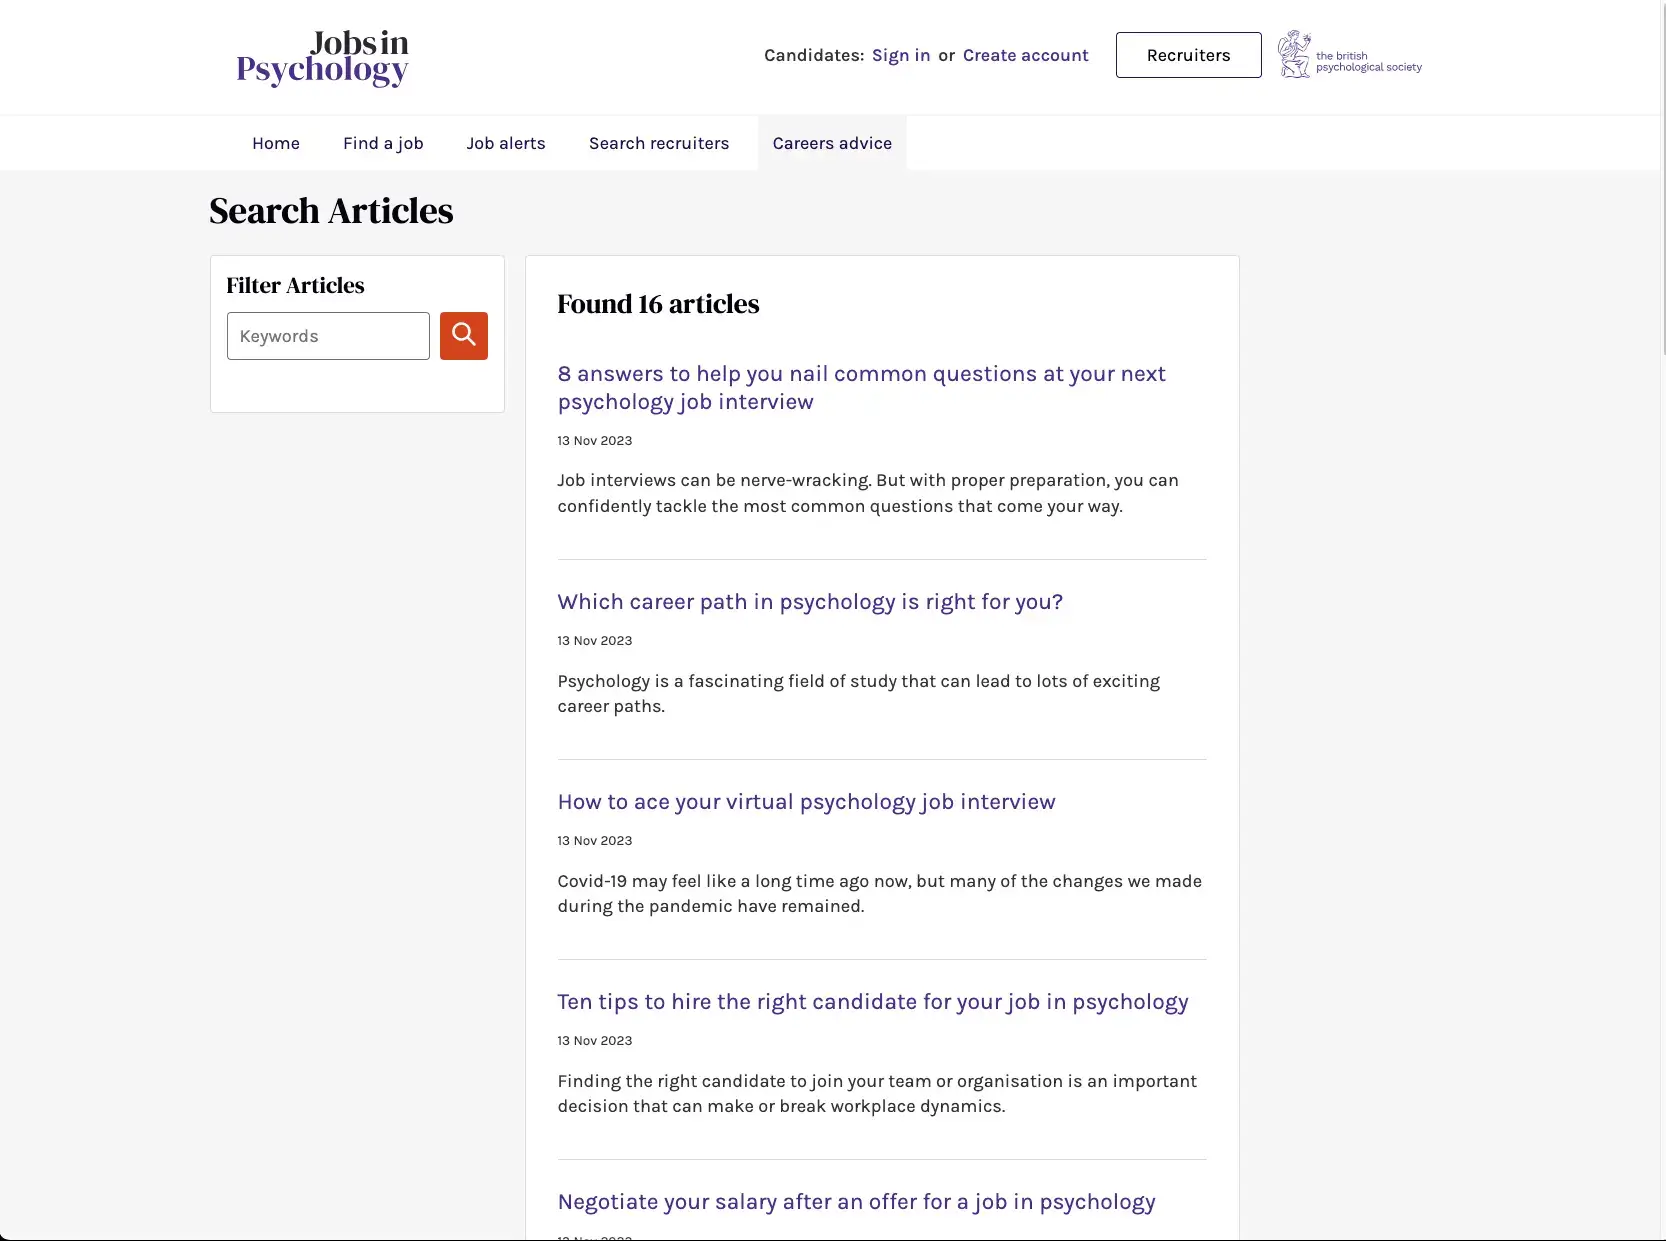 Jobs in
Psychology
Candidates: Sign in or Create account
Recruiters
the british
psychological society
Home
Find a job
Job alerts
Search recruiters
Careers advice
Search Articles
Filter Articles
Keywords
Found 16 articles
8 answers to help you nail common questions at your next
psychology job interview
13 Nov 2023
Job interviews can be nerve-wracking. But with proper preparation, you can
confidently tackle the most common questions that come your way.
Which career path in psychology is right for you?
13 Nov 2023
Psychology is a fascinating field of study that can lead to lots of exciting
career paths.
How to ace your virtual psychology job interview
13 Nov 2023
Covid-19 may feel like a long time ago now, but many of the changes we made
during the pandemic have remained.
Ten tips to hire the right candidate for your job in psychology
13 Nov 2023
Finding the right candidate to join your team or organisation is an important
decision that can make or break workplace dynamics.
Negotiate your salary after an offer for a job in psychology